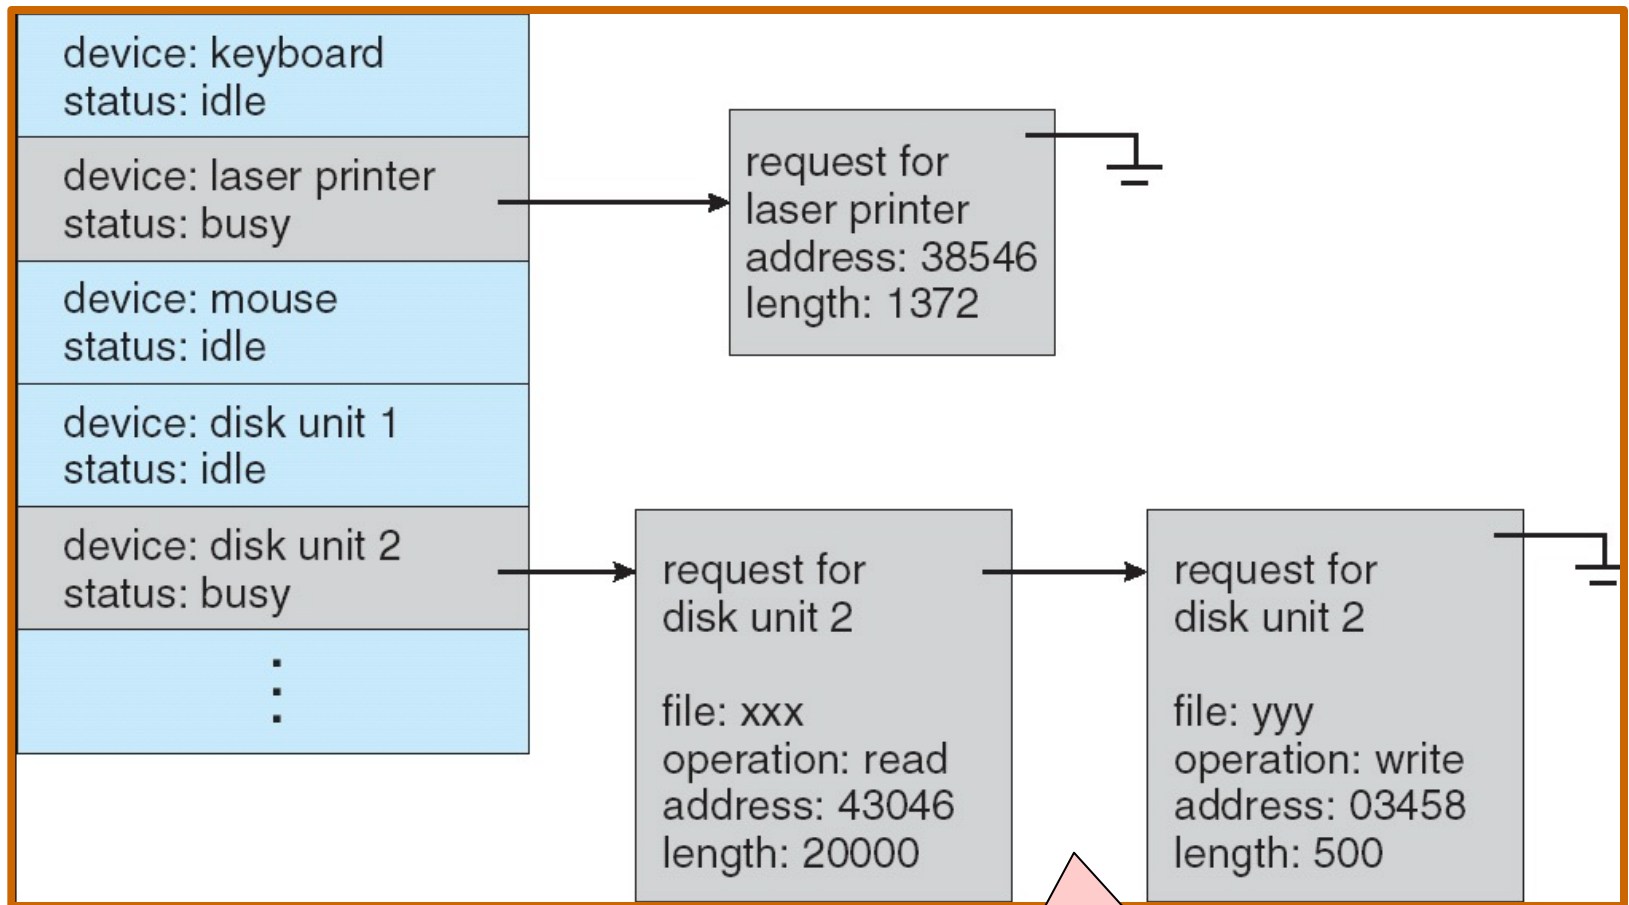 device: keyboard
status: idle
device: laser printer
status: busy
device: mouse
status: idle
device: disk unit 1
status: idle
device: disk unit 2
status: busy
request for
laser printer
address: 38546
length: 1372
request for
disk unit 2
file: xxx
operation: read
address: 43046
length: 20000
request for
disk unit 2
file: yyy
operation: write
address: 03458
length: 500